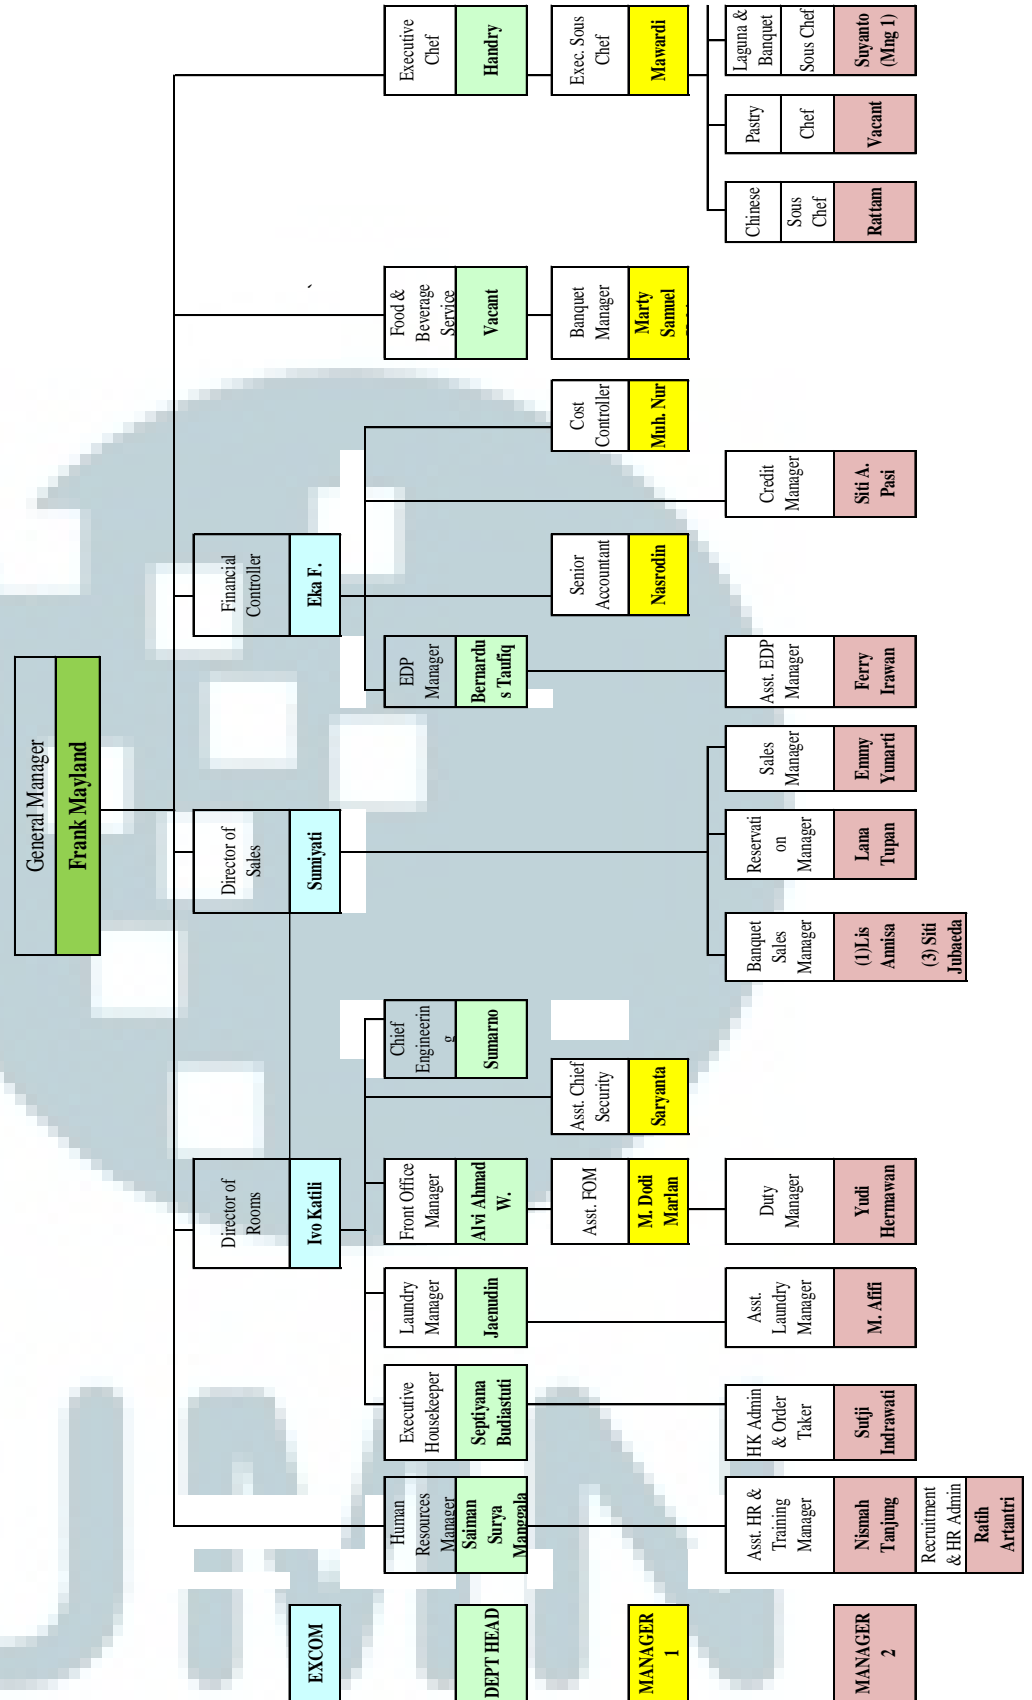 General Manager
Frank Mayland
EXCOM
Director of
Rooms
Ivo Katili
Director of
Sales
Sumiyati
Financial
Controller
Eka F.
DEPT HEAD
Human
Resources
Manager
Saiman
Surya
Manggala
Executive
Housekeeper
Septiyana
Budiastuti
Laundry
Manager
Jaenudin
Front Office
Manager
Alvi Ahmad
W.
Chief
Engineerin
g
Sumarno
EDP
Manager
Bernardu
s Taufiq
Food &
Beverage
Service
Vacant
Executive
Chef
Handry
MANAGER
1
Asst. FOM
M. Dodi
Marlan
Asst. Chief
Security
Saryanta
Senior
Accountant
Nasrodin
Cost
Controller
Muh. Nur
Banquet
Manager
Marty
Samuel
Exec. Sous
Chef
Mawardi
MANAGER
2
Asst. HR &
Training
Manager
Nismah
Tanjung
Recruitment
& HR Admin
Ratih
Artantri
HK Admin
& Order
Taker
Sutji
Indrawati
Asst.
Laundry
Manager
M. Afifi
Duty
Manager
Yudi
Hermawan
Banquet
Sales
Manager
(1)Lis
Annisa
(3) Siti
Jubaeda
Reservati
on
Manager
Lana
Tupan
Sales
Manager
Emmy
Yunarti
Asst. EDP
Manager
Ferry
Irawan
Credit
Manager
Siti A.
Pasi
Chinese
Sous
Chef
Rattam
Pastry
Chef
Vacant
Laguna &
Banquet
Sous Chef
Suyanto
(Mng 1)
UMN